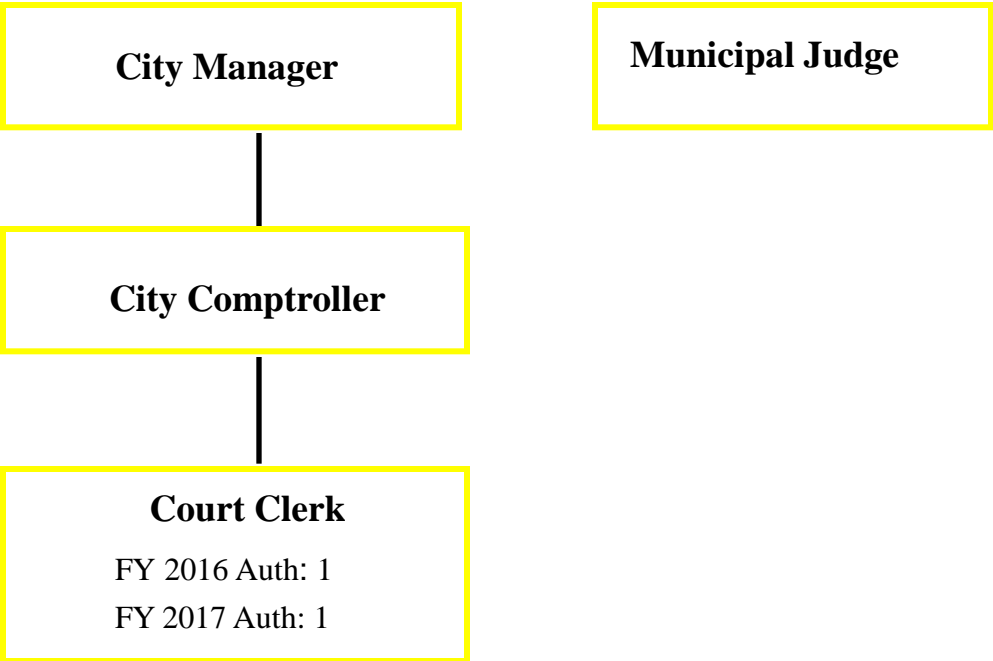 City Manager
Municipal Judge
City Comptroller
Court Clerk
FY 2016 Auth: 1
FY 2017 Auth: 1